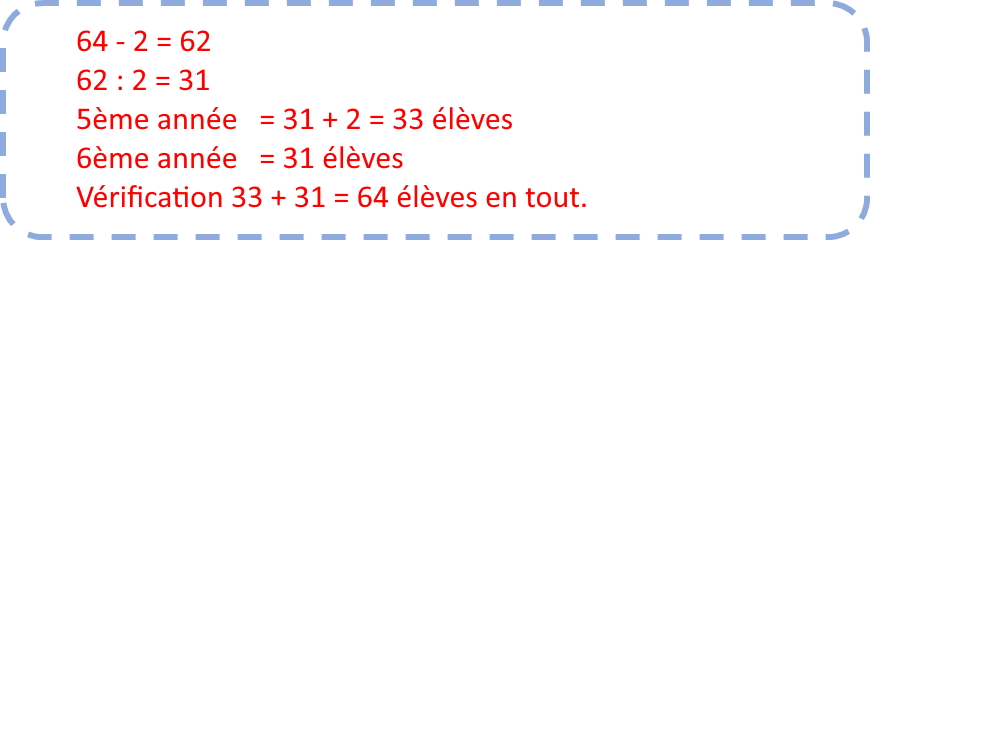 64 - 2 = 62
62 : 2 = 31
5ème année = 31 + 2 = 33 élèves
6ème année = 31 élèves
Vérification 33 + 31 = 64 élèves en tout.